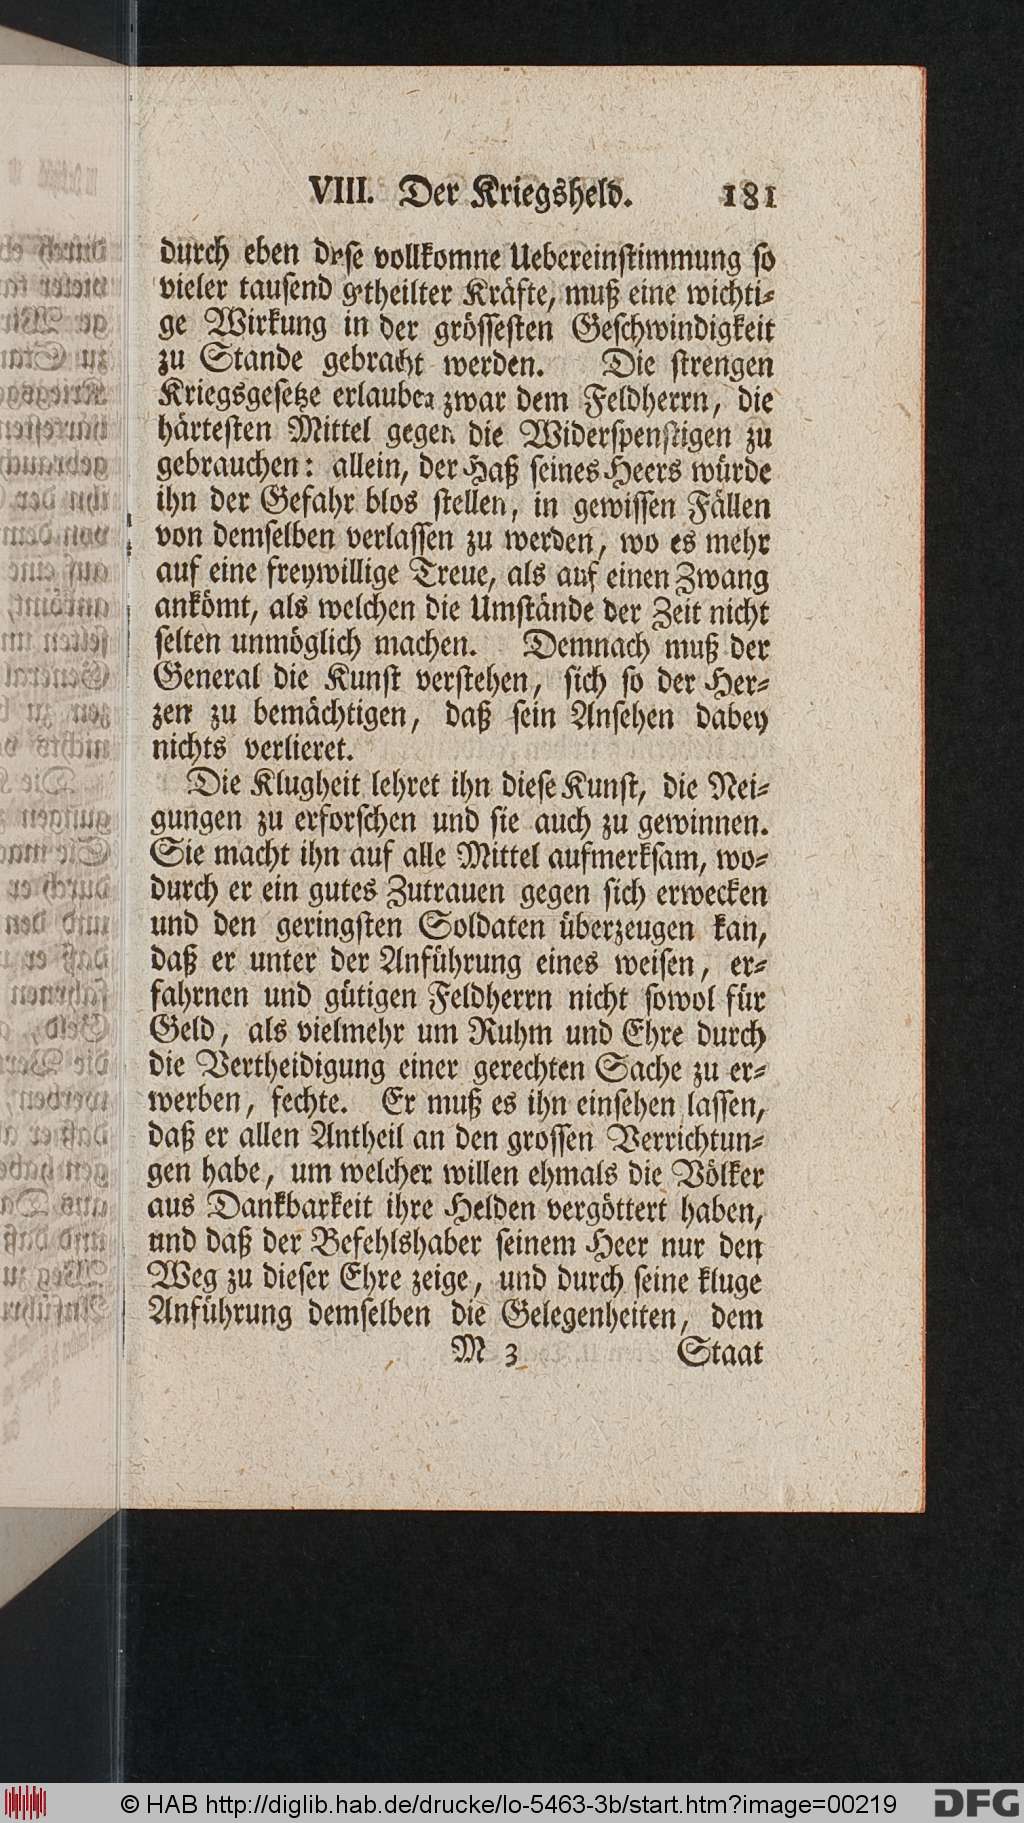 VIII. Der Kriegsheld. 181
durch eben diese vollkomne Uebereinstimmung so
vieler tausend getheilter Kräfte, muß eine wichti-
ge Wirkung in der grössesten Geschwindigkeit
zu Stande gebracht werden. Die strengen
Kriegsgesetze erlauben zwar dem Feldherrn, die
härtesten Mittel gegen die Widerspenstigen zu
gebrauchen: allein, der Haß seines Heers würde
ihn der Gefahr blos stellen, in gewissen Fällen
von demselben verlassen zu werden, wo es mehr
auf eine freywillige Treue, als auf einen Zwang
ankömt, als welchen die Umstände der Zeit nicht
selten unmöglich machen. Demnach muß der
General die Kunst verstehen, sich so der Her-
zen zu bemächtigen, daß sein Ansehen dabey
nichts verlieret.
Die Klugheit lehret ihn diese Kunst, die Nei-
gungen zu erforschen und sie auch zu gewinnen.
Sie macht ihn auf alle Mittel aufmerksam, wo-
durch er ein gutes Zutrauen gegen sich erwecken
und den geringsten Soldaten überzeugen kan,
daß er unter der Anführung eines weisen, er-
fahrnen und gütigen Feldherrn nicht sowol für
Geld, als vielmehr um Ruhm und Ehre durch
die Vertheidigung einer gerechten Sache zu er-
werben, fechte. Er muß es ihn einsehen lassen,
daß er allen Antheil an den grossen Verrichtun-
gen habe, um welcher willen ehmals die Völker
aus Dankbarkeit ihre Helden vergöttert haben,
und daß der Befehlshaber seinem Heer nur den
Weg zu dieser Ehre zeige, und durch seine kluge
Anführung demselben die Gelegenheiten, dem
M 3 Staat
© HAB http://diglib.hab.de/drucke/lo-5463-3b/start.htm?image=00219
DFG